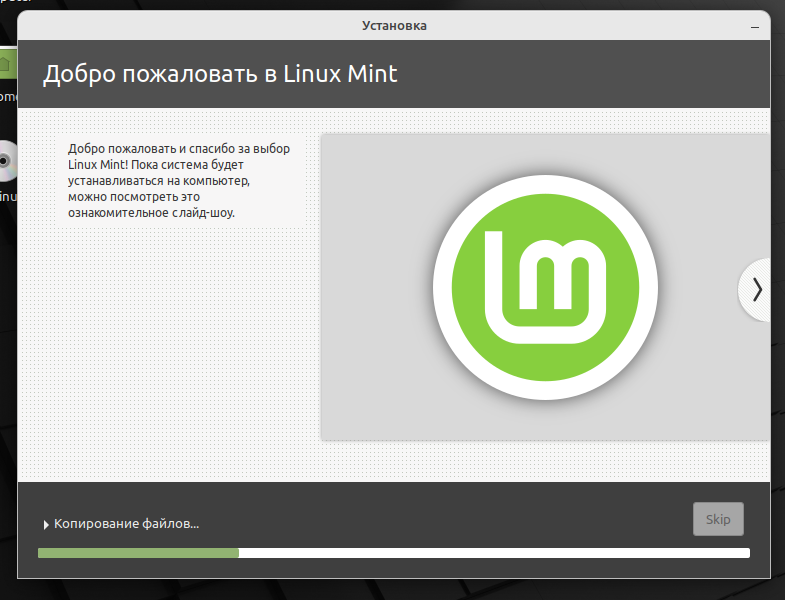 Установка
Добро пожаловать в Linux Mint
Добро пожаловать и спасибо за выбор
Linux Mint! Пока система будет
устанавливаться на компьютер,
можно посмотреть это
ознакомительное слайд-шоу.
Копирование файлов...
Skip